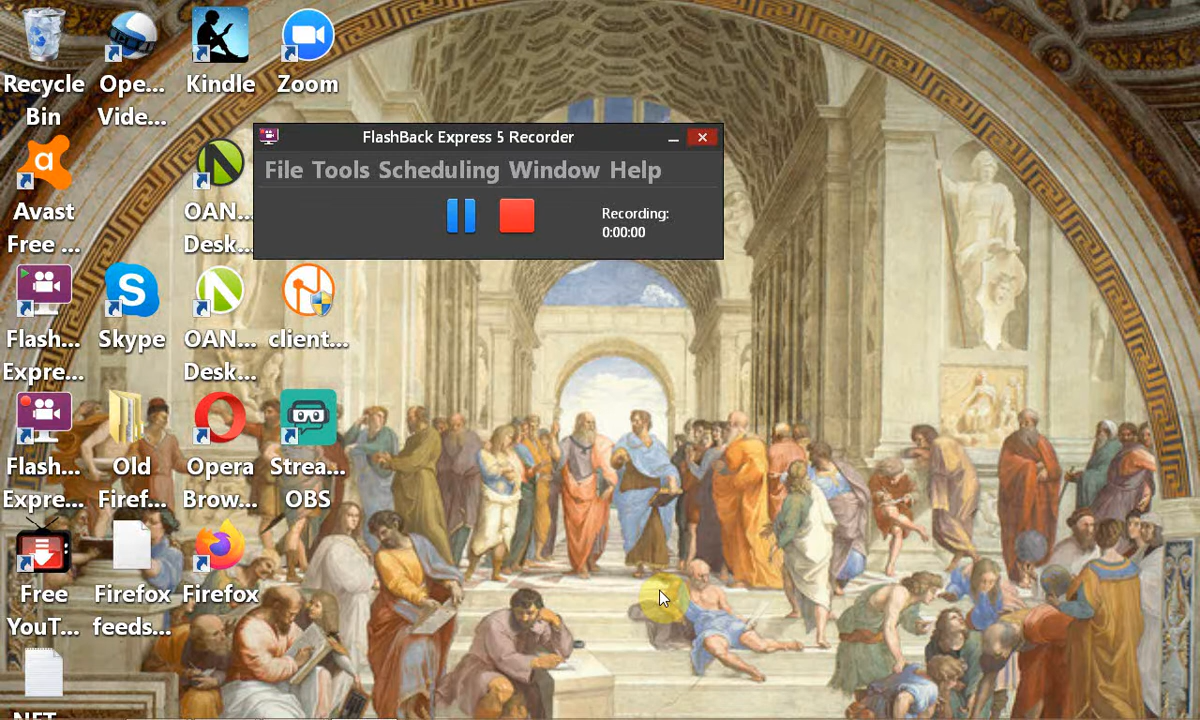 Recycle
Bin
Ope...
Vide...
Kindle
Zoom
FlashBack Express 5 Recorder
File Tools Scheduling Window Help
Recording:
0:00:00
a
Avast
Free ...
OAN...
Desk...
Flash...
Expre...
S
Skype
OAN...
Desk...
client...
Flash...
Expre...
Old
Firef...
Opera
Brow...
Strea...
OBS
Free
YouT...
Firefox
feeds...
Firefox
NET